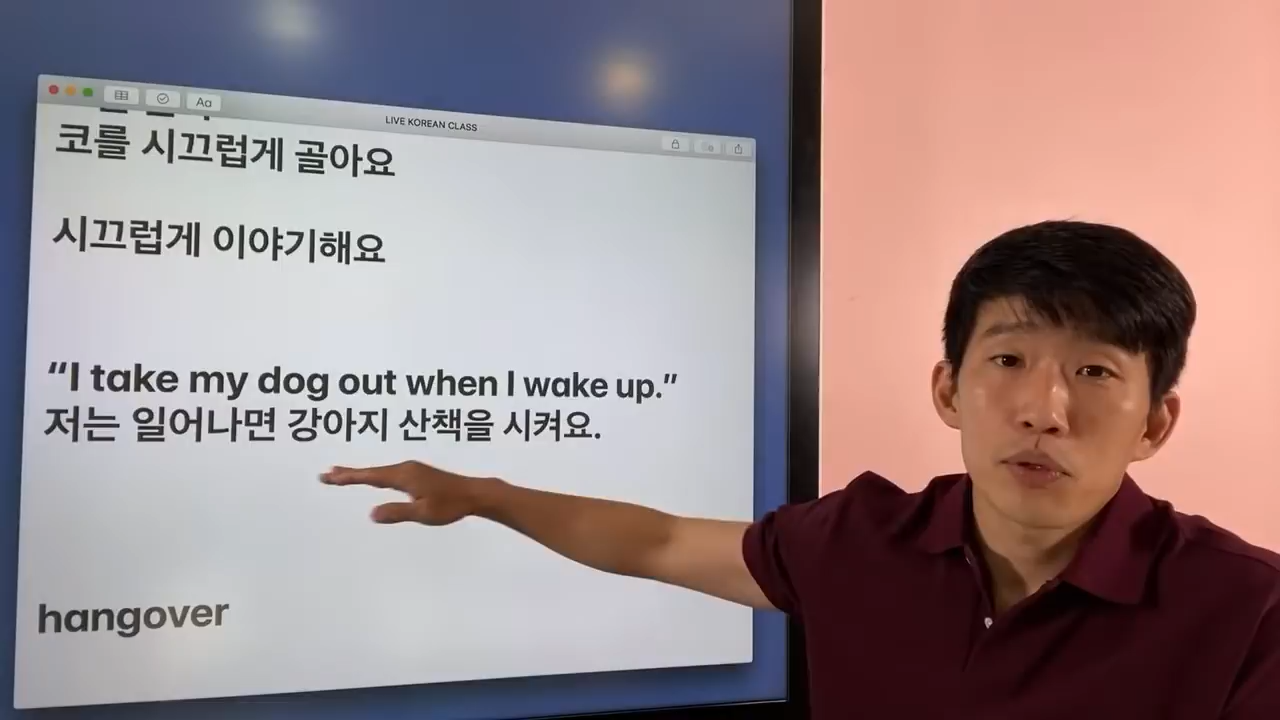 Aa
LIVE KOREAN CLASS
코를 시끄럽게 골아요
시끄럽게 이야기해요
“I take my dog out when I wake up.”
저는 일어나면 강아지 산책을 시켜요.
hangover